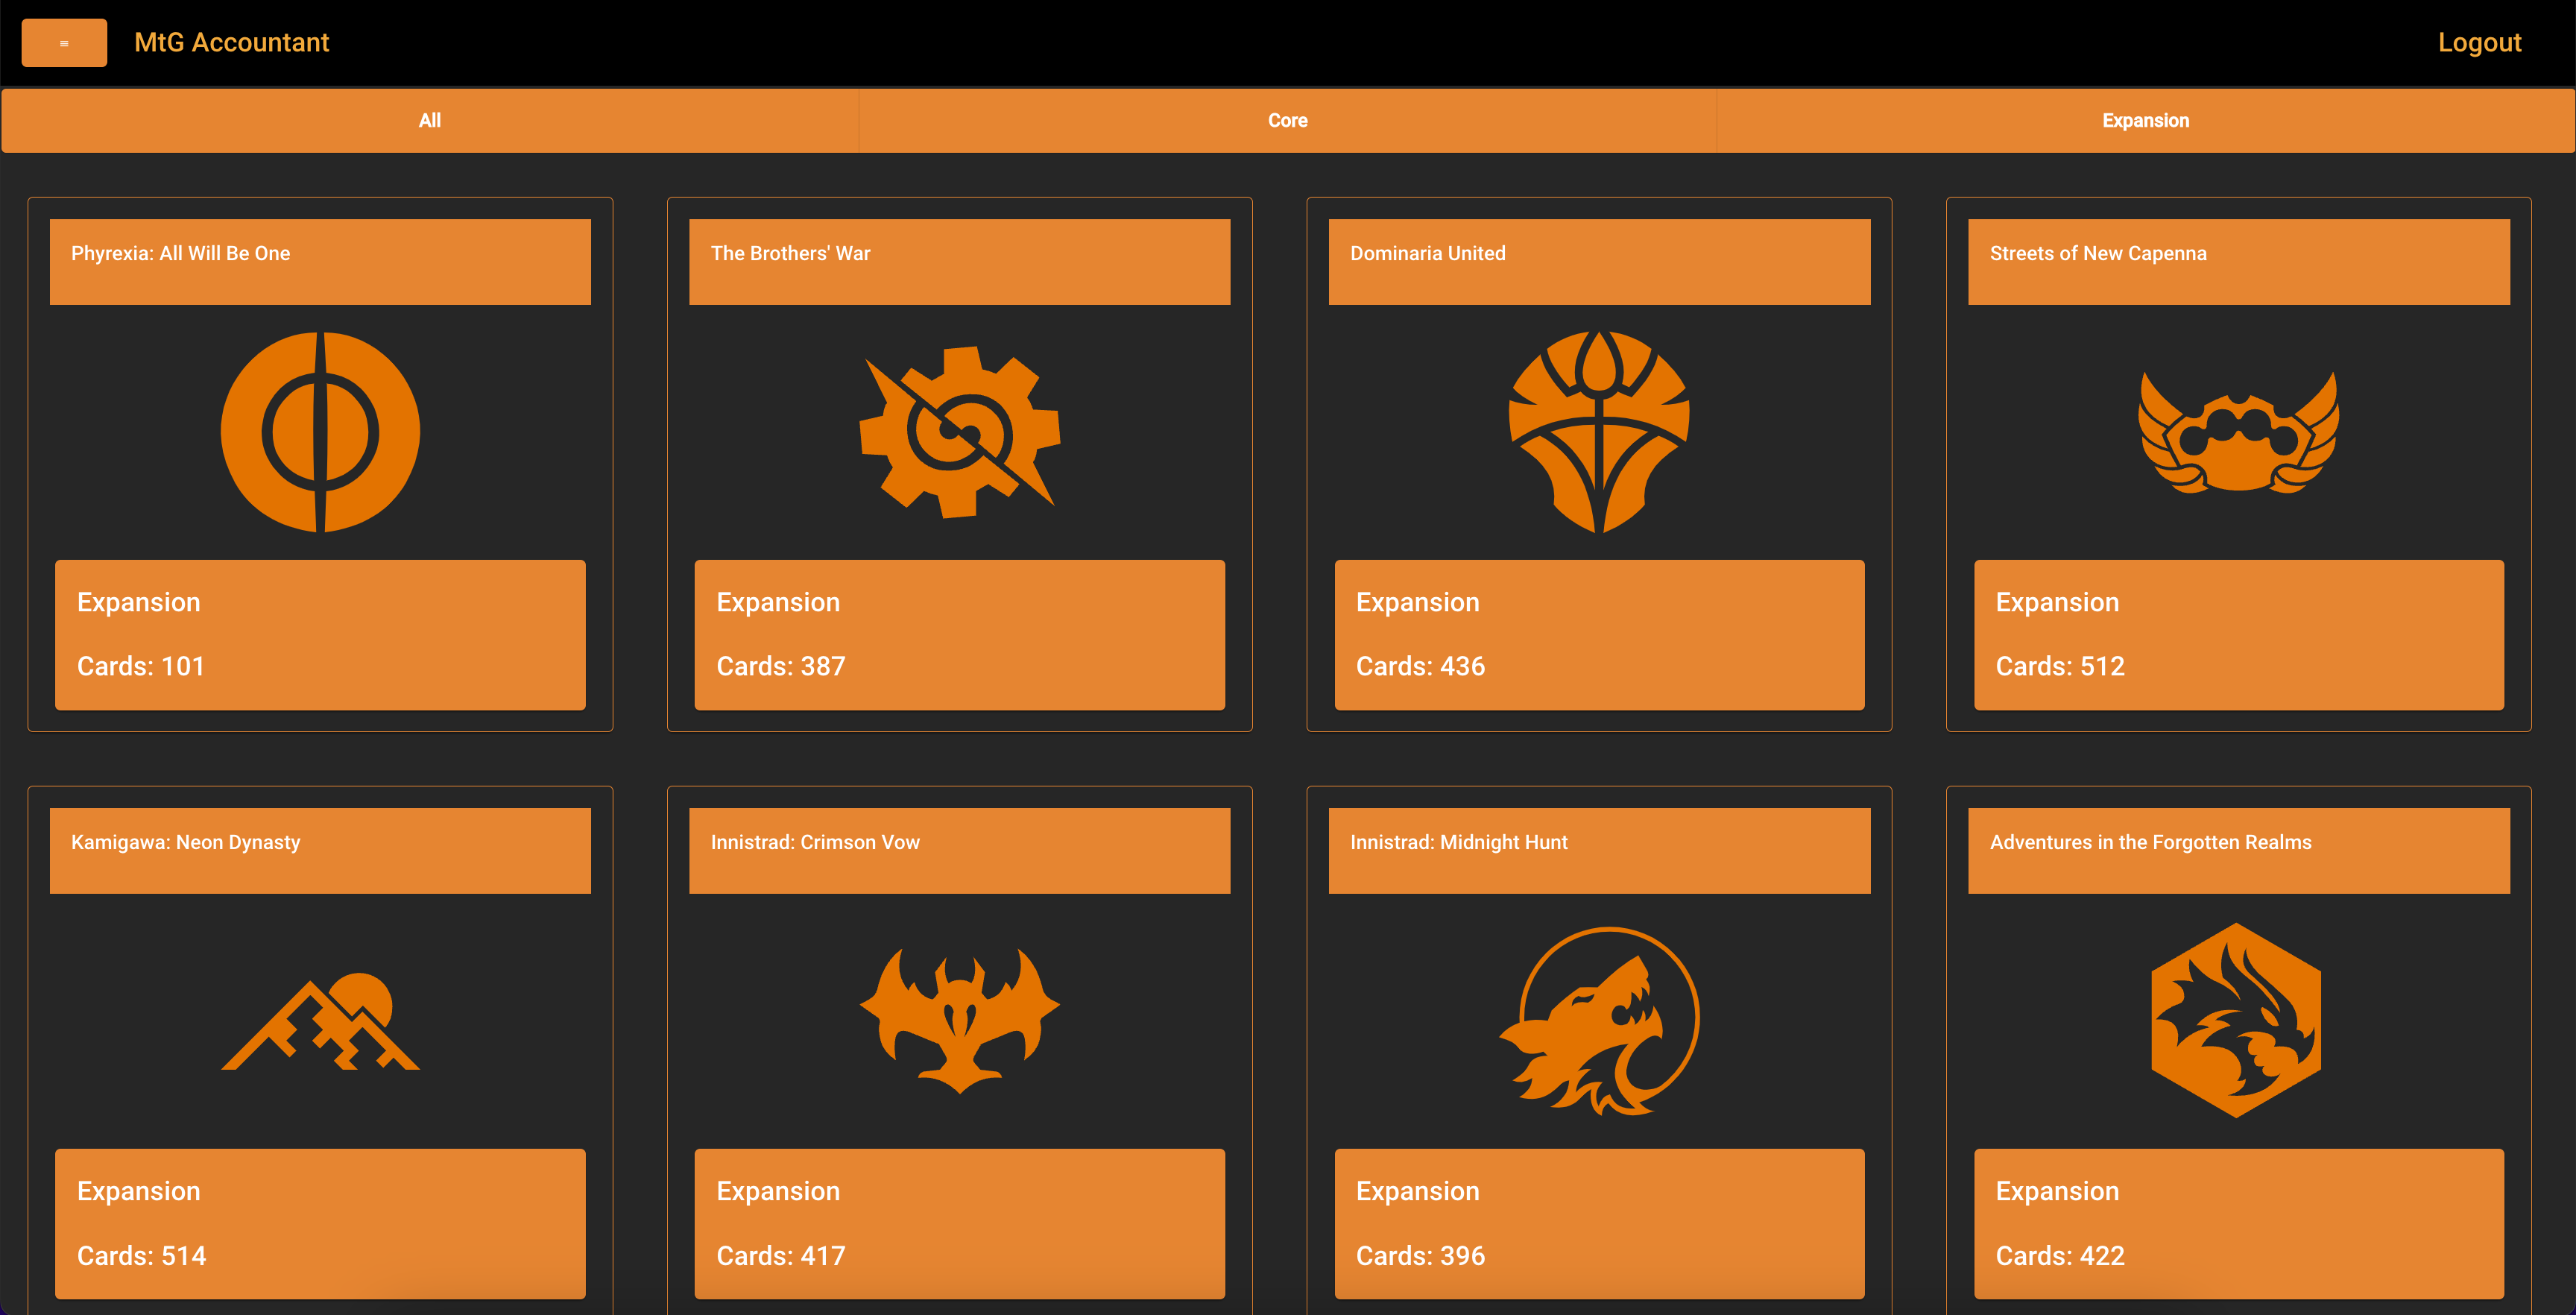 MtG Accountant
Logout
All
Core
Expansion
Phyrexia: All Will Be One
The Brothers' War
Dominaria United
Streets of New Capenna
Expansion
Cards: 101
Expansion
Cards: 387
Expansion
Cards: 436
Expansion
Cards: 512
Kamigawa: Neon Dynasty
Innistrad: Crimson Vow
Innistrad: Midnight Hunt
Adventures in the Forgotten Realms
Expansion
Cards: 514
Expansion
Cards: 417
Expansion
Cards: 396
Expansion
Cards: 422